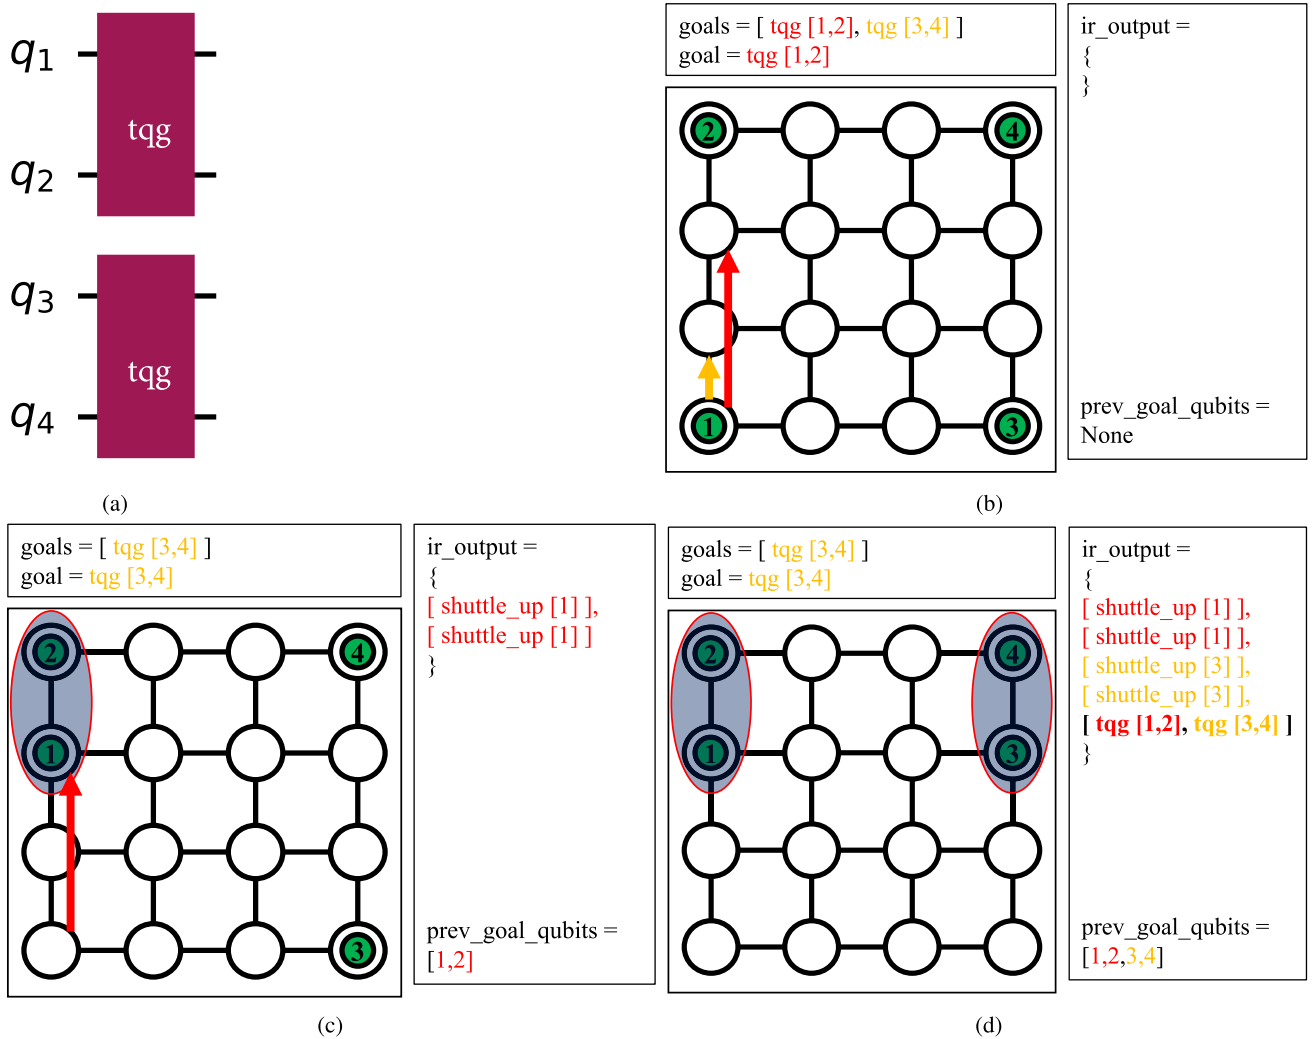 q1
tqg
q2
q3
tqg
q4
(a)
goals = [ tqg [1,2], tqg [3,4] ]
goal = tqg [1,2]
2
4
1
3
ir_output =
{
}
prev_goal_qubits =
None
(b)
goals = [ tqg [3,4] ]
goal = tqg [3,4]
2
4
1
3
ir_output =
{
[ shuttle_up [1] ],
[ shuttle_up [1] ]
}
prev_goal_qubits =
[1,2]
(c)
goals = [ tqg [3,4] ]
goal = tqg [3,4]
2
4
1
3
ir_output =
{
[ shuttle_up [1] ],
[ shuttle_up [1] ],
[ shuttle_up [3] ],
[ shuttle_up [3] ],
[ tqg [1,2], tqg [3,4] ]
}
prev_goal_qubits =
[1,2,3,4]
(d)